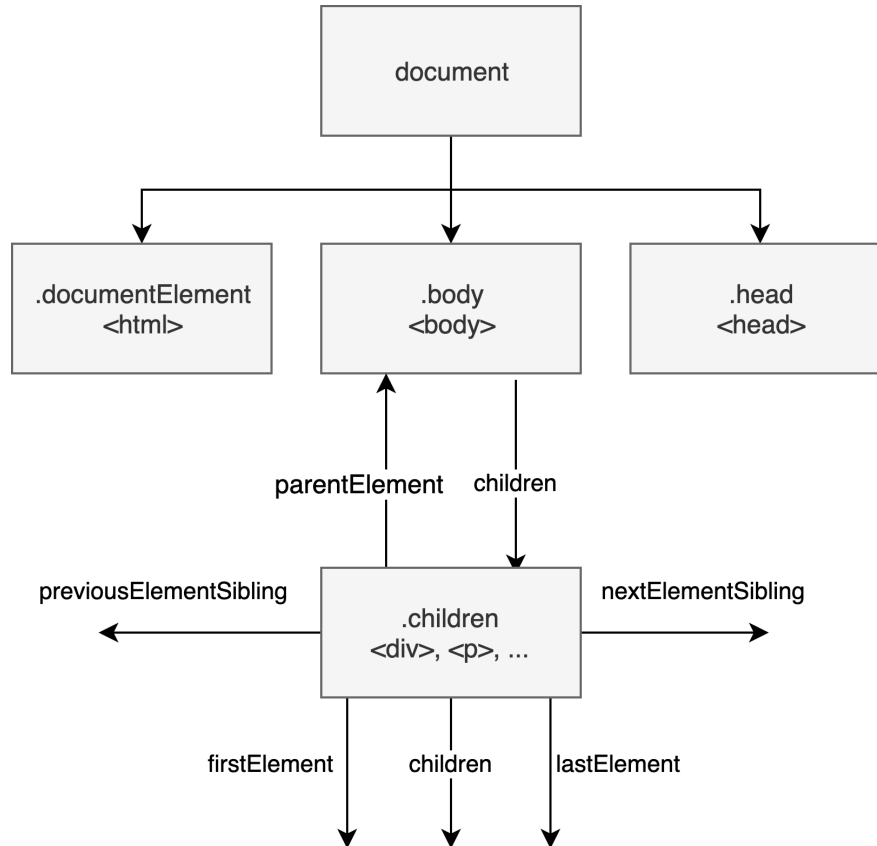 document
.documentElement
<html>
.body
<body>
.head
<head>
parentElement
children
previousElementSibling
nextElementSibling
.children
<div>, <p>, ...
firstElement
children
lastElement